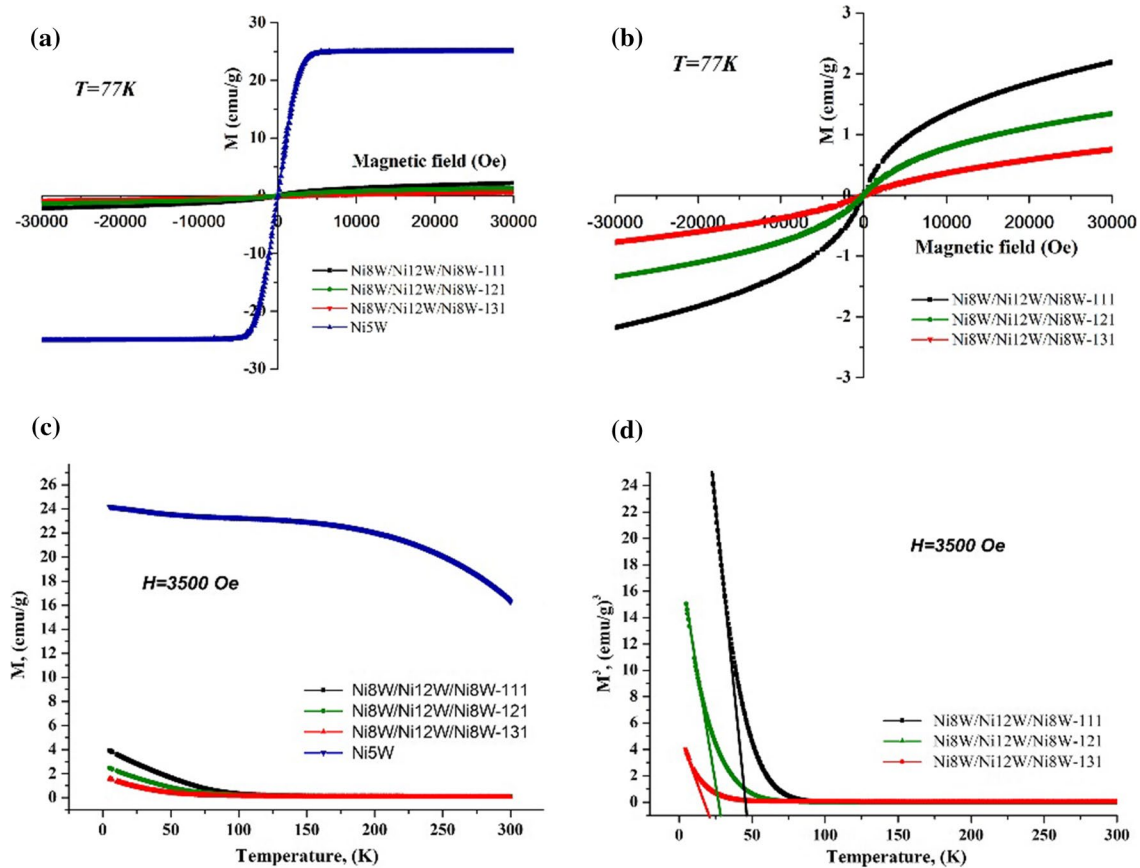 (a)
T=77K
M (emu/g)
30
25
20
15
10
5
0
-10
-20
-30
Magnetic field (Oe)
-30000 -20000 -10000 0 10000 20000 30000
Ni8W/Ni12W/Ni8W-111
Ni8W/Ni12W/Ni8W-121
Ni8W/Ni12W/Ni8W-131
Ni5W
(b)
T=77K
M (emu/g)
3
2
1
0
-1
-2
-3
-30000 -20000 -10000 0 10000 20000 30000
Magnetic field (Oe)
Ni8W/Ni12W/Ni8W-111
Ni8W/Ni12W/Ni8W-121
Ni8W/Ni12W/Ni8W-131
(c)
M, (emu/g)
26
24
22
20
18
16
14
12
10
8
6
4
2
0
H=3500 Oe
Ni8W/Ni12W/Ni8W-111
Ni8W/Ni12W/Ni8W-121
Ni8W/Ni12W/Ni8W-131
Ni5W
0 50 100 150 200 250 300
Temperature, (K)
(d)
M³, (emu/g)³
24
22
20
18
16
14
12
10
8
6
4
2
0
H=3500 Oe
Ni8W/Ni12W/Ni8W-111
Ni8W/Ni12W/Ni8W-121
Ni8W/Ni12W/Ni8W-131
0 50 100 150 200 250 300
Temperature, (K)